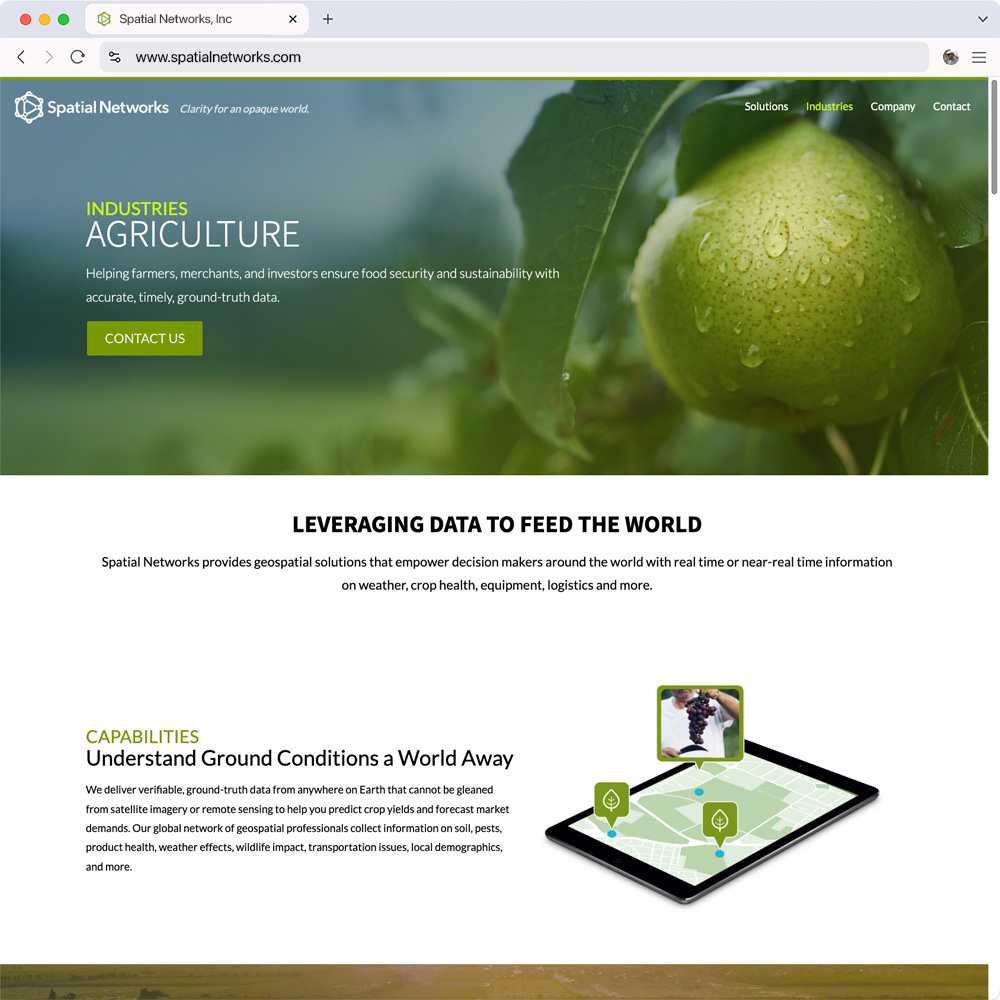 Spatial Networks, Inc
www.spatialnetworks.com
Spatial Networks Clarity for an opaque world.
Solutions Industries Company Contact
INDUSTRIES
AGRICULTURE
Helping farmers, merchants, and investors ensure food security and sustainability with
accurate, timely, ground-truth data.
CONTACT US
LEVERAGING DATA TO FEED THE WORLD
Spatial Networks provides geospatial solutions that empower decision makers around the world with real time or near-real time information
on weather, crop health, equipment, logistics and more.
CAPABILITIES
Understand Ground Conditions a World Away
We deliver verifiable, ground-truth data from anywhere on Earth that cannot be gleaned
from satellite imagery or remote sensing to help you predict crop yields and forecast market
demands. Our global network of geospatial professionals collect information on soil, pests,
product health, weather effects, wildlife impact, transportation issues, local demographics,
and more.